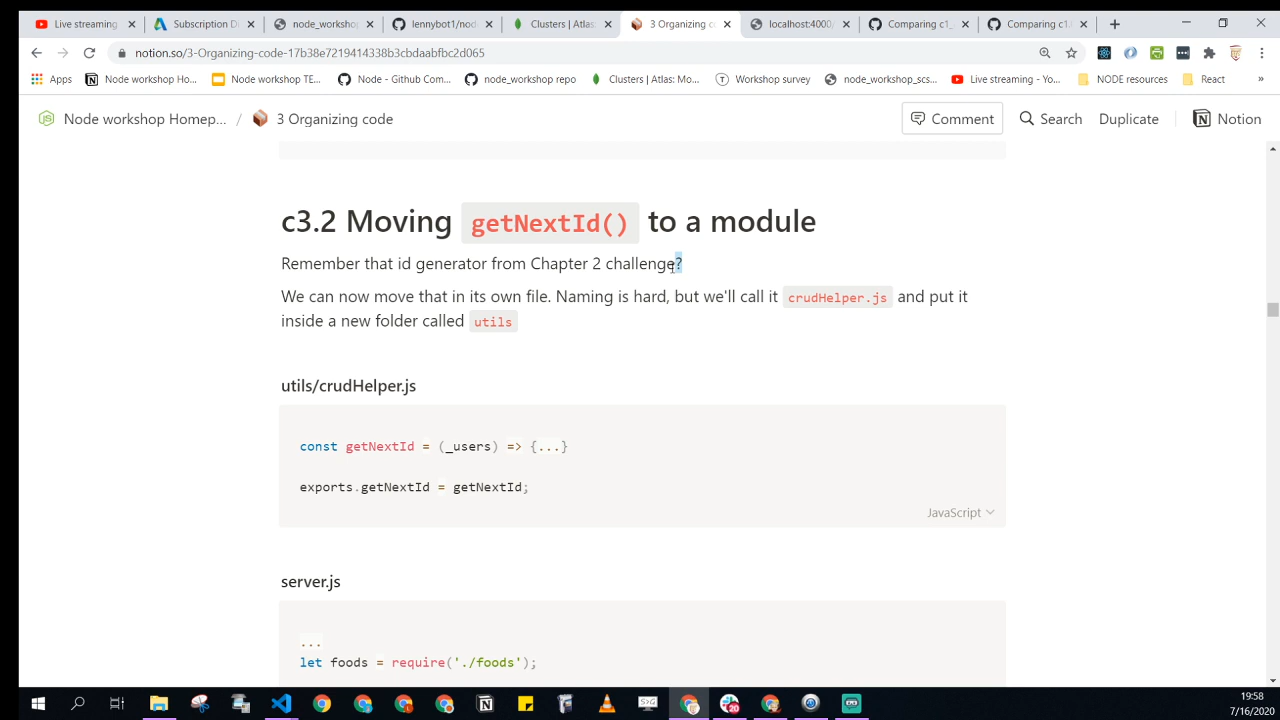 Live streaming
Subscription D
node_worksho
lennybot1/nod
Clusters | Atlas:
3 Organizing co
localhost:4000/
Comparing c1_
Comparing c1.
notion.so/3-Organizing-code-17b38e7219414338b3cbdaabfbc2d065
Apps
Node workshop Ho...
Node workshop TE...
Node - Github Com...
node_workshop repo
Clusters | Atlas: Mo...
Workshop survey
node_workshop_scs...
Live streaming - Yo...
NODE resources
React
»
Node workshop Homep... / 3 Organizing code
Comment
Search
Duplicate
Notion
c3.2 Moving getNextId() to a module
Remember that id generator from Chapter 2 challenge?
We can now move that in its own file. Naming is hard, but we'll call it crudHelper.js and put it
inside a new folder called utils
utils/crudHelper.js
const getNextId = (_users) => {...}
exports.getNextId = getNextId;
JavaScript
server.js
...
let foods = require('./foods');
20
19:58
7/16/2020